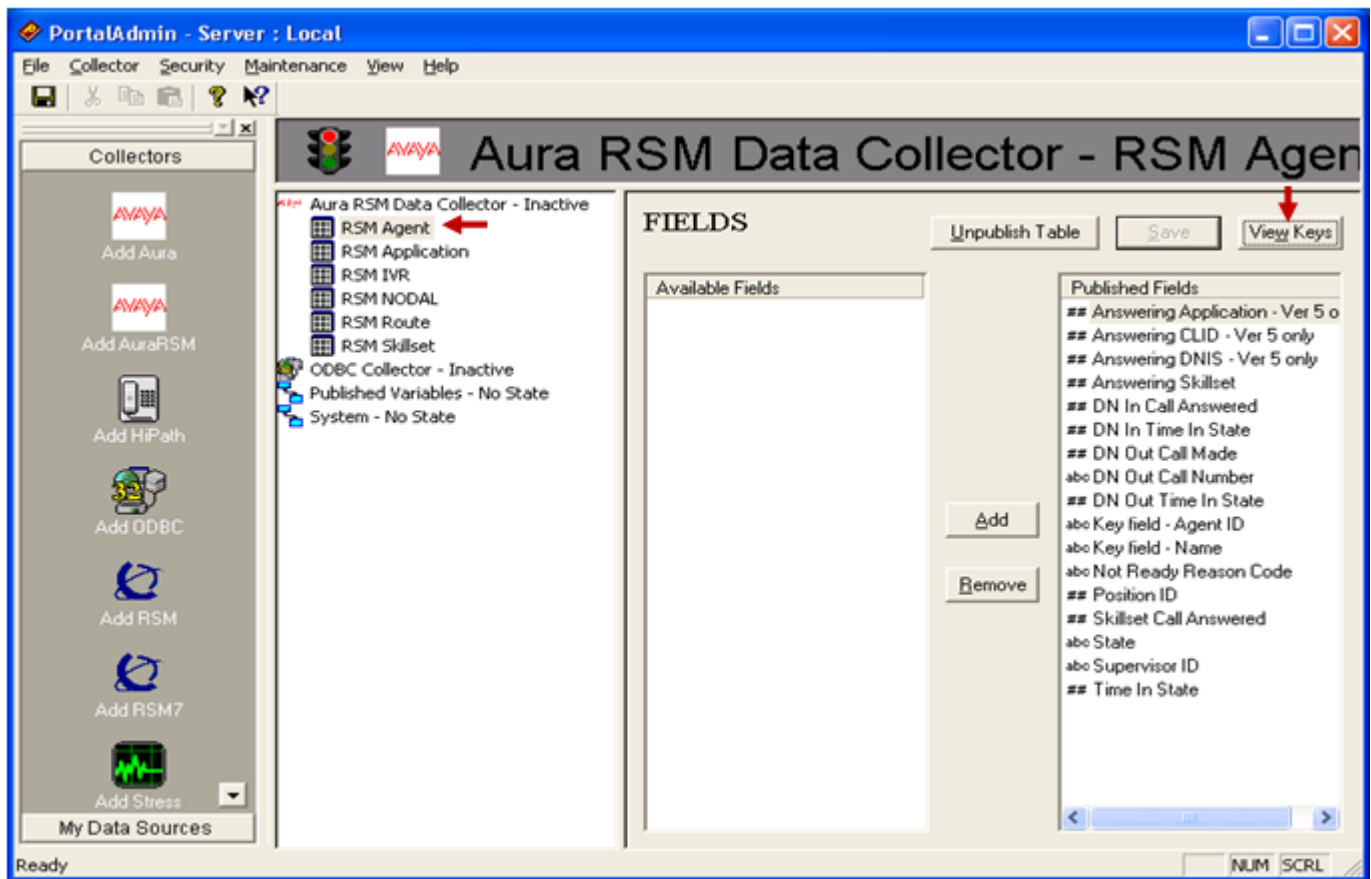 PortalAdmin - Server : Local
File Collector Security Maintenance View Help
Collectors
AVAYA
Add Aura
AVAYA
Add AuraRSM
Add HiPath
32
Add ODBC
Add RSM
Add RSM7
Add Stress
My Data Sources
AVAYA Aura RSM Data Collector - RSM Agen
Aura RSM Data Collector - Inactive
RSM Agent
RSM Application
RSM IVR
RSM NODAL
RSM Route
RSM Skillset
ODBC Collector - Inactive
Published Variables - No State
System - No State
FIELDS
Unpublish Table
Save
View Keys
Available Fields
Add
Remove
Published Fields
## Answering Application - Ver 5 o
## Answering CLID - Ver 5 only
## Answering DNIS - Ver 5 only
## Answering Skillset
## DN In Call Answered
## DN In Time In State
## DN Out Call Made
abc DN Out Call Number
## DN Out Time In State
abc Key field - Agent ID
abc Key field - Name
abc Not Ready Reason Code
## Position ID
## Skillset Call Answered
abc State
abc Supervisor ID
## Time In State
Ready
NUM SCRL